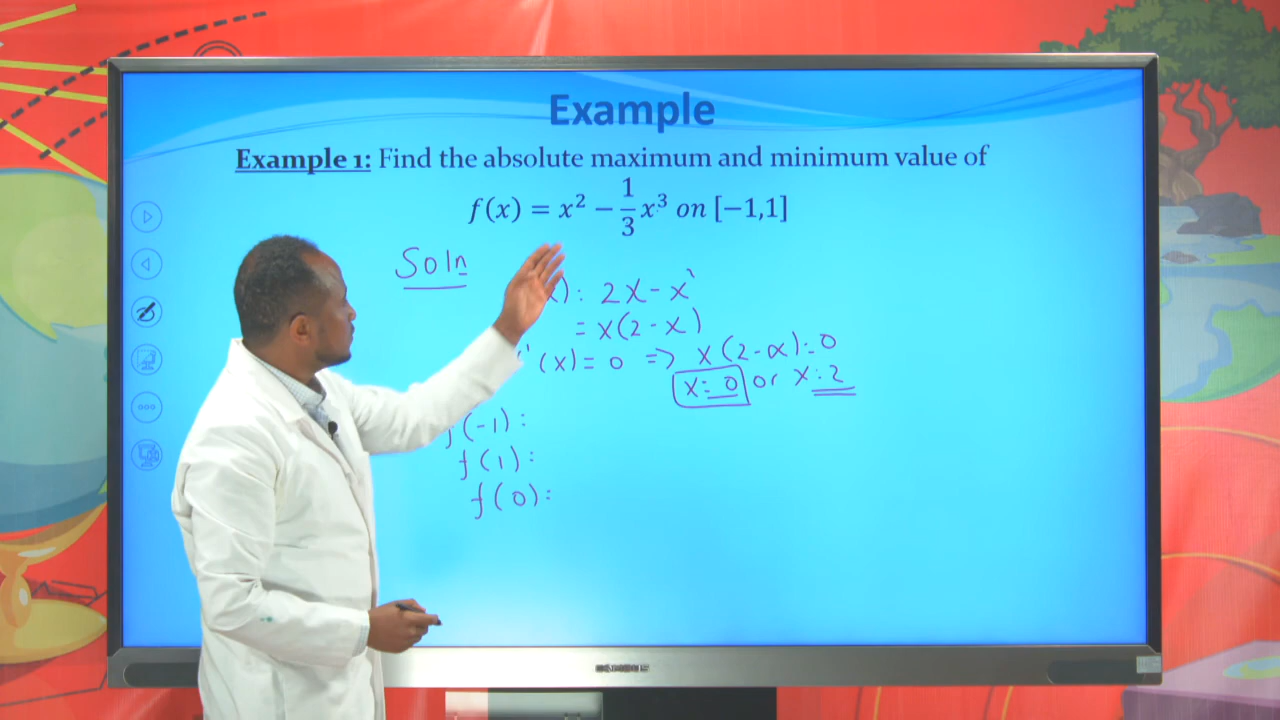 Example
Example 1: Find the absolute maximum and minimum value of
f(x) = x² − 1/3 x³ on [−1,1]
Soln
x): 2x - x
= x(2 - x)
'(x) = 0 => x(2-x):0
x: 0 or x:2
f(-1):
f(1):
f(0):